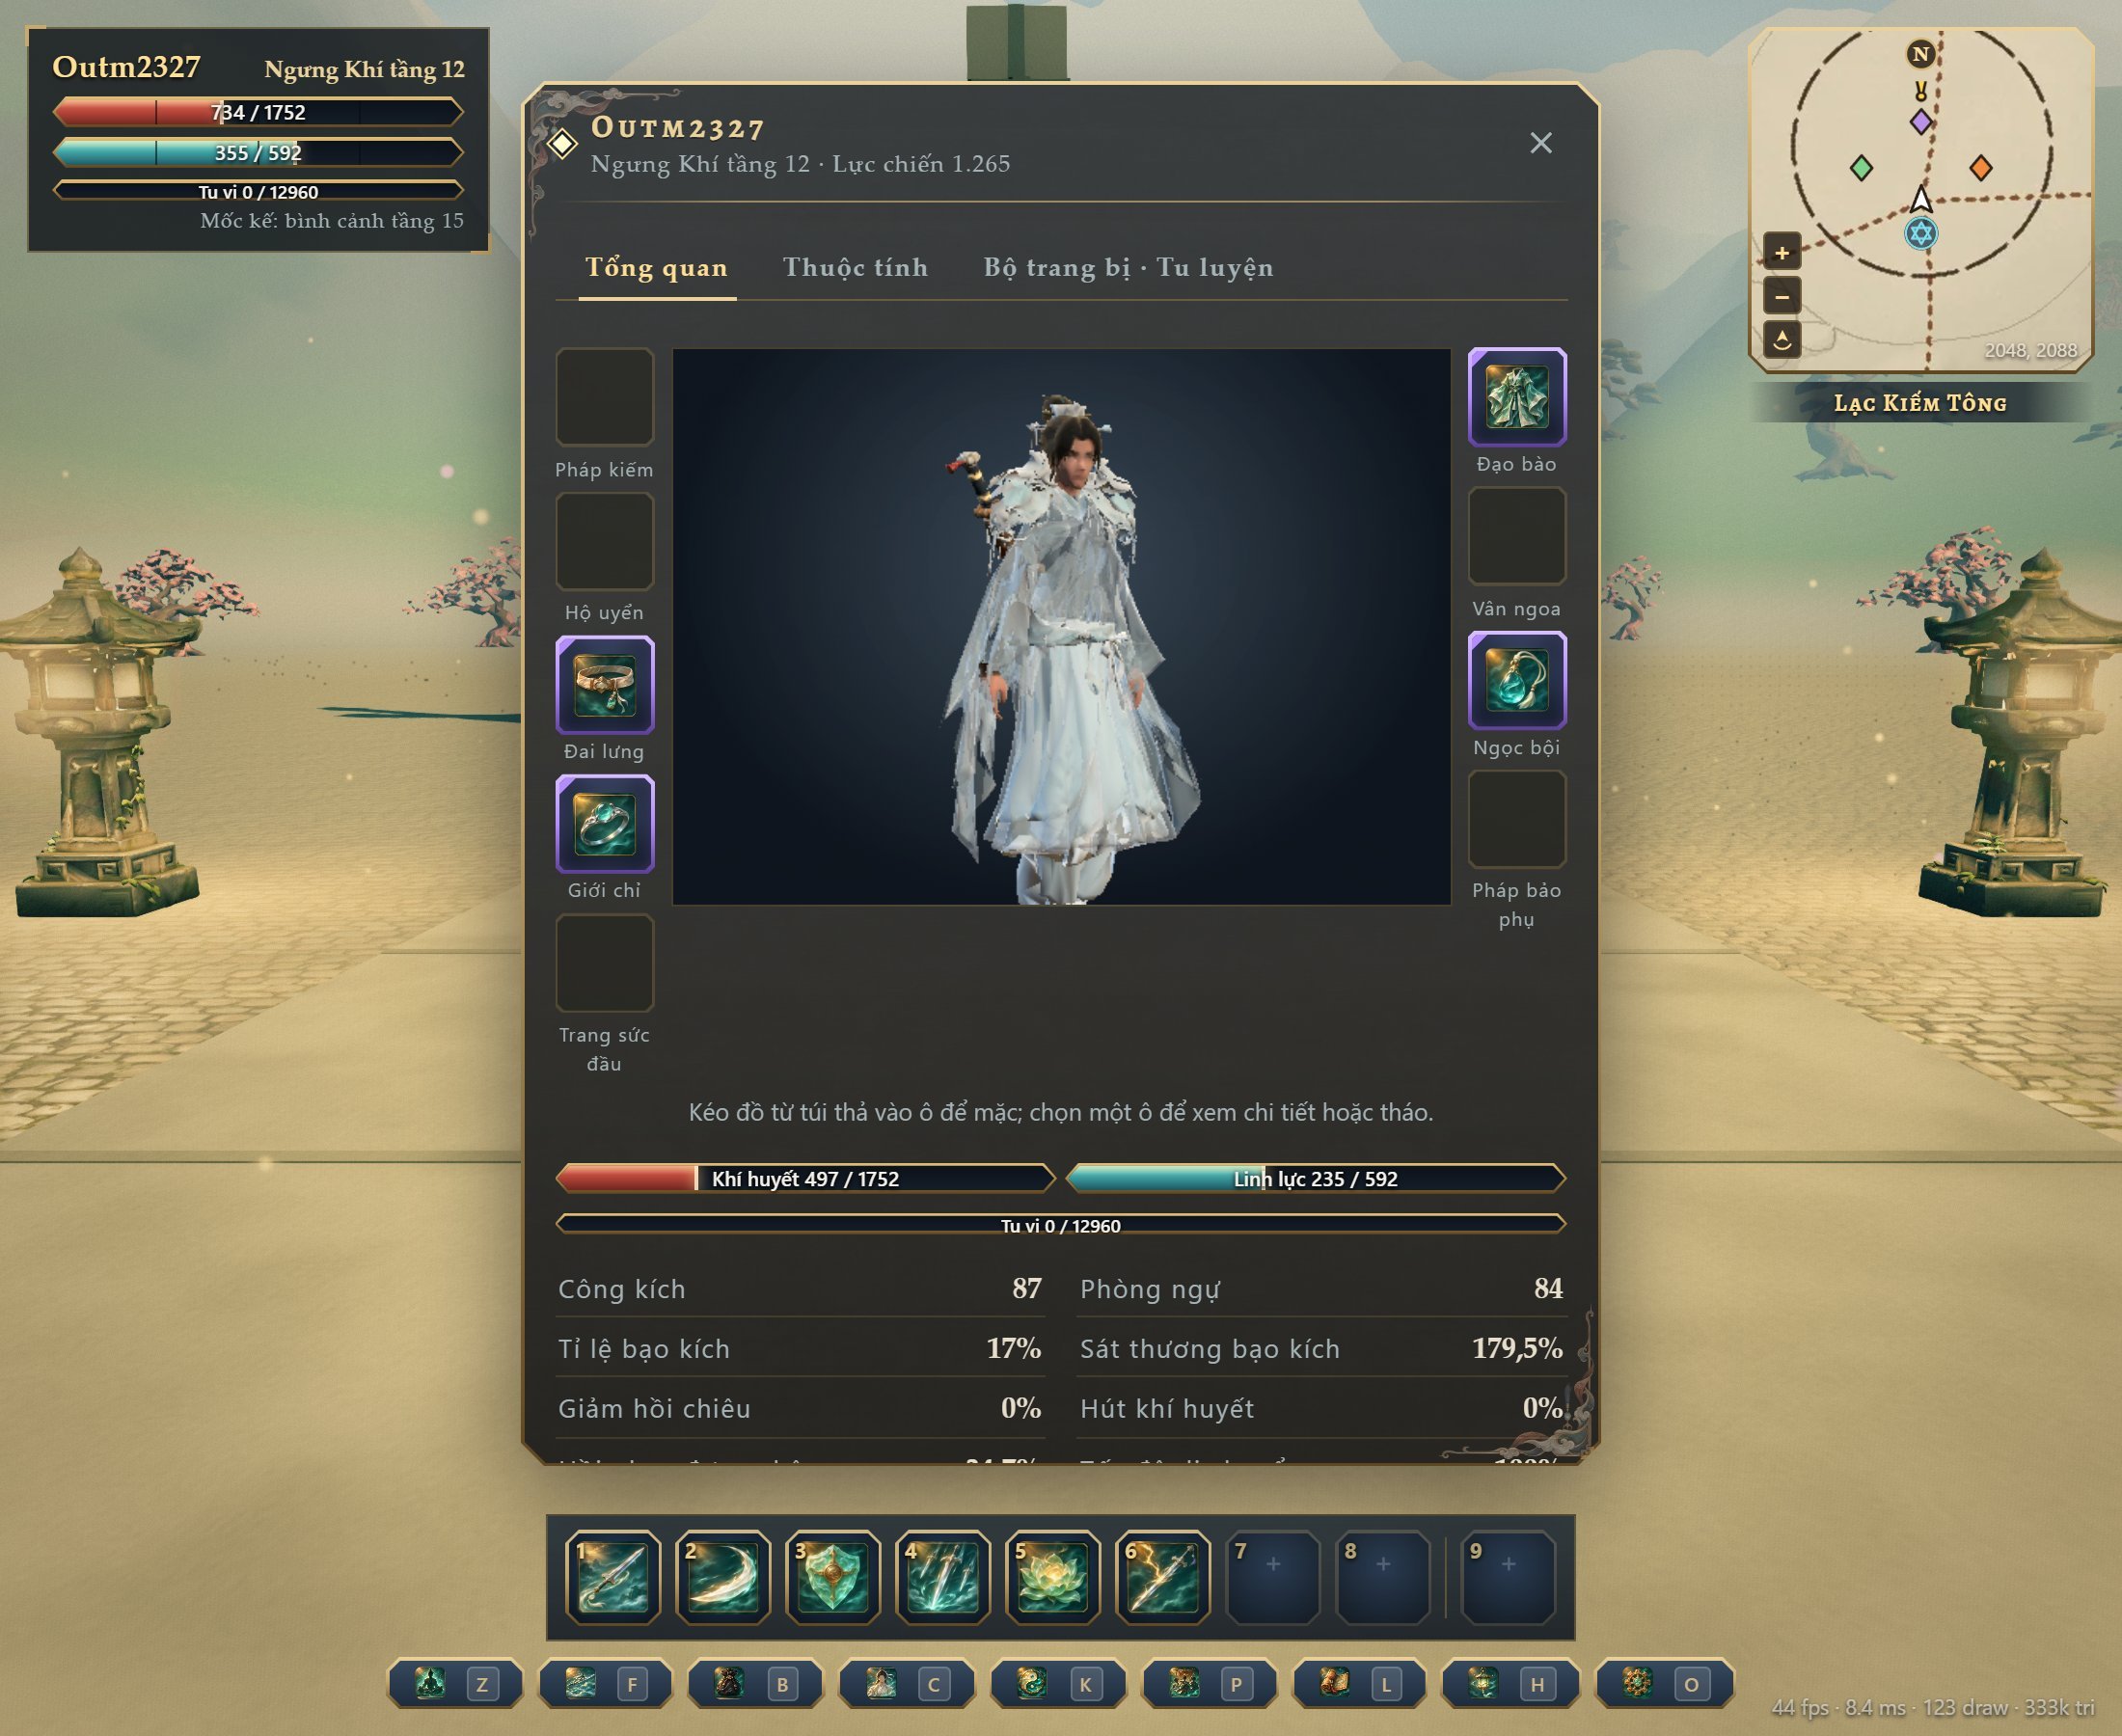 Outm2327
Ngưng Khí tầng 12
734 / 1752
355 / 592
Tu vi 0 / 12960
Mốc kế: bình cảnh tầng 15
Outm2327
Ngưng Khí tầng 12 · Lực chiến 1.265
Tổng quan
Thuộc tính
Bộ trang bị · Tu luyện
Pháp kiếm
Hộ uyển
Đai lưng
Giới chỉ
Trang sức
đầu
Đạo bào
Vân ngoa
Ngọc bội
Pháp bảo
phụ
Kéo đồ từ túi thả vào ô để mặc; chọn một ô để xem chi tiết hoặc tháo.
Khí huyết 497 / 1752
Linh lực 235 / 592
Tu vi 0 / 12960
Công kích 87
Phòng ngự 84
Tỉ lệ bạo kích 17%
Sát thương bạo kích 179,5%
Giảm hồi chiêu 0%
Hút khí huyết 0%
N
+
−
2048, 2088
Lạc Kiếm Tông
1 2 3 4 5 6 7 8 9
+ + +
Z F B C K P L H O
44 fps · 8.4 ms · 123 draw · 333k tri